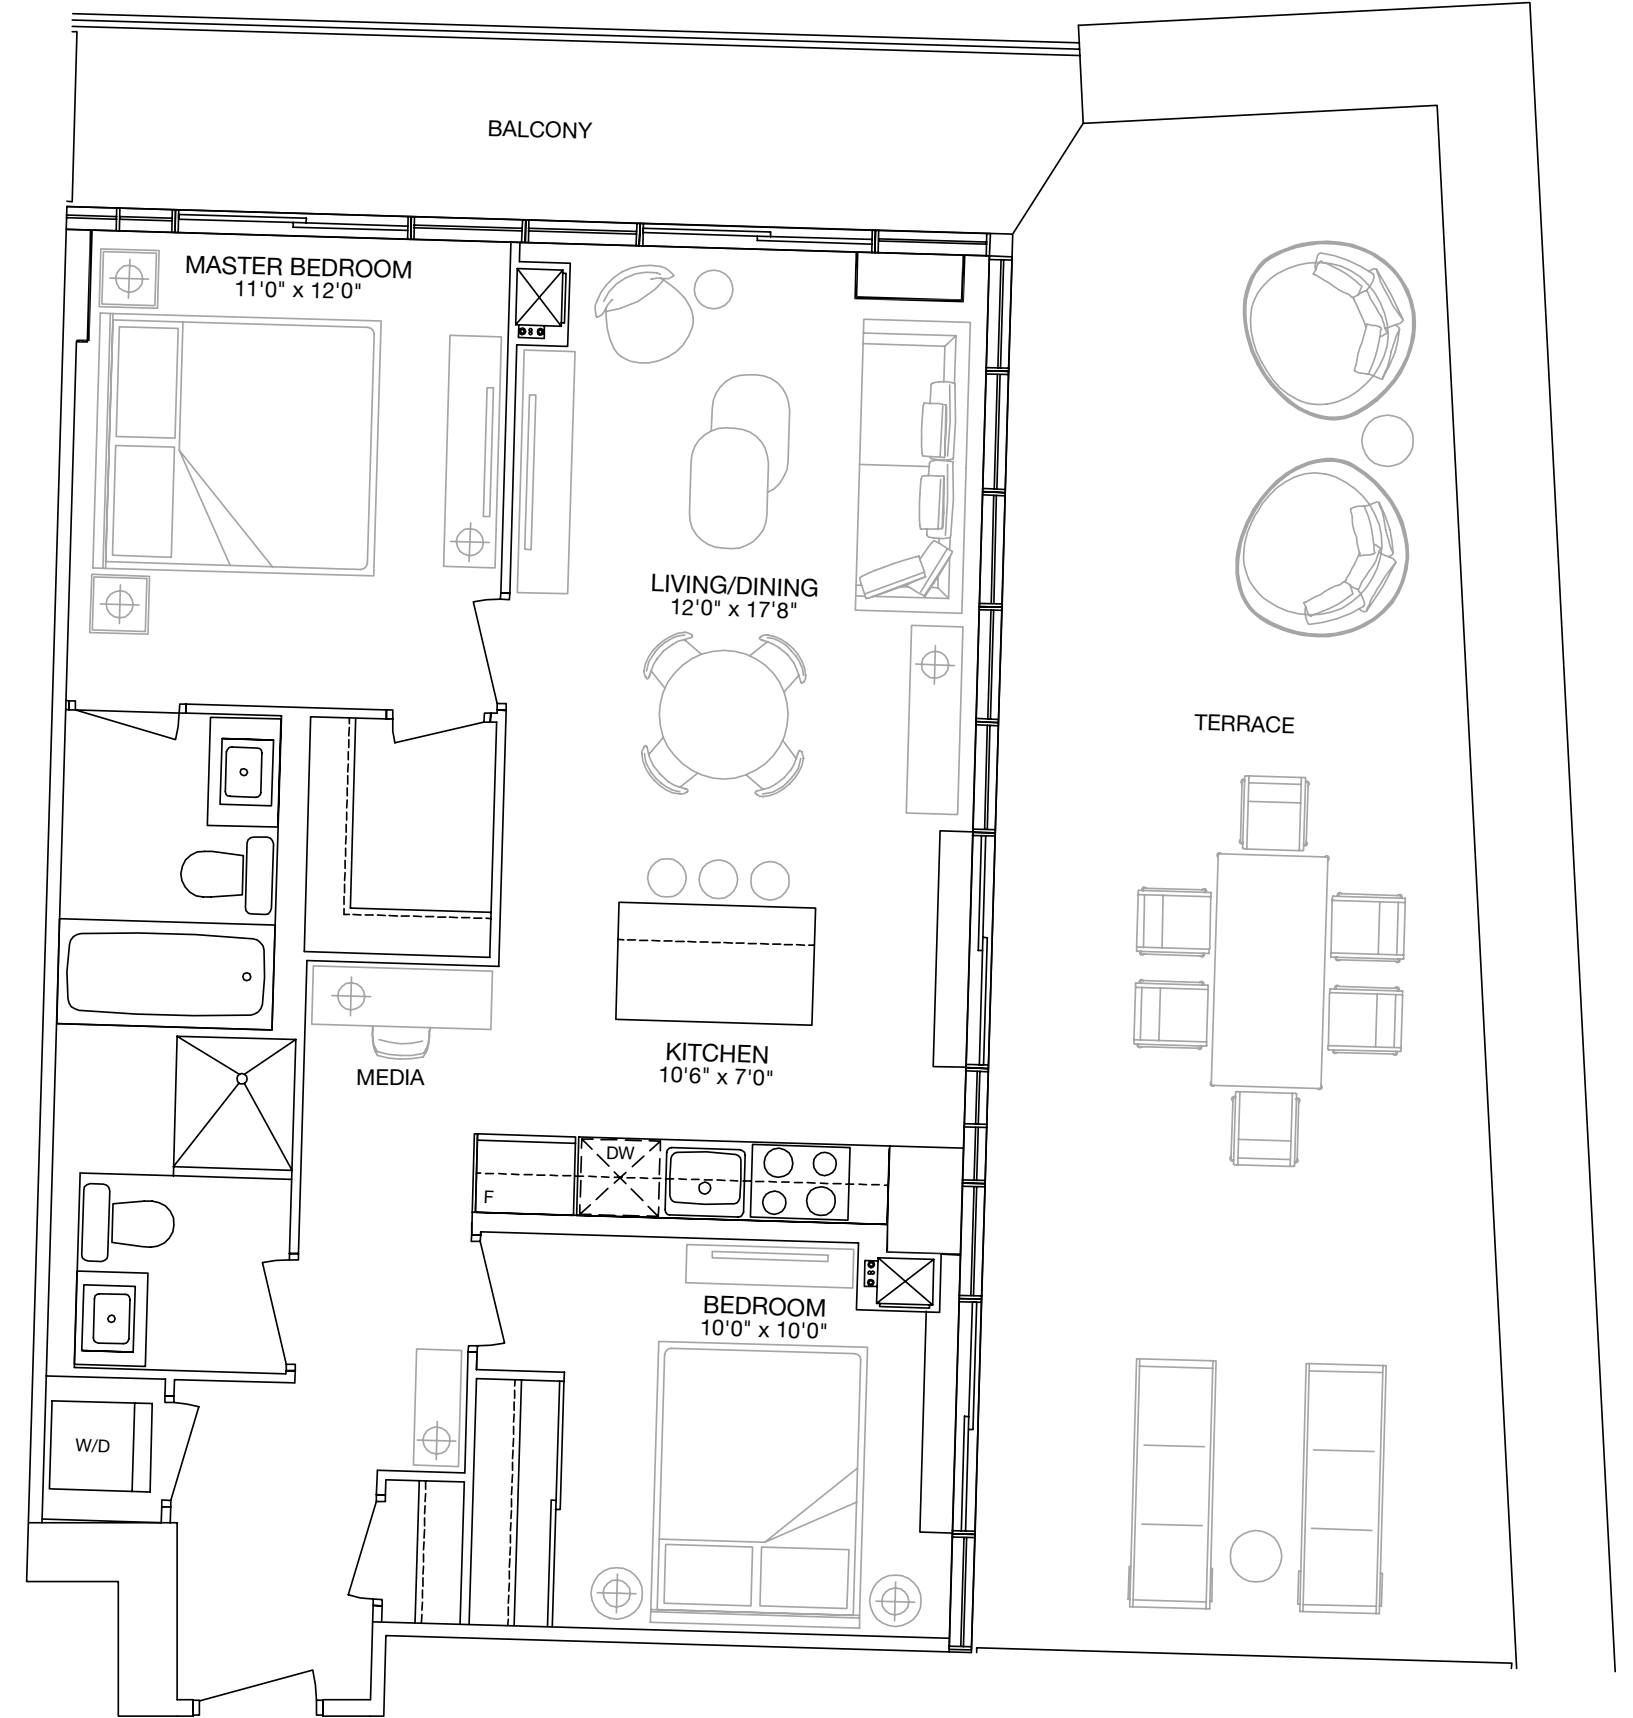 BALCONY
MASTER BEDROOM
11'0" x 12'0"
LIVING/DINING
12'0" x 17'8"
TERRACE
KITCHEN
10'6" x 7'0"
MEDIA
DW
F
BEDROOM
10'0" x 10'0"
W/D